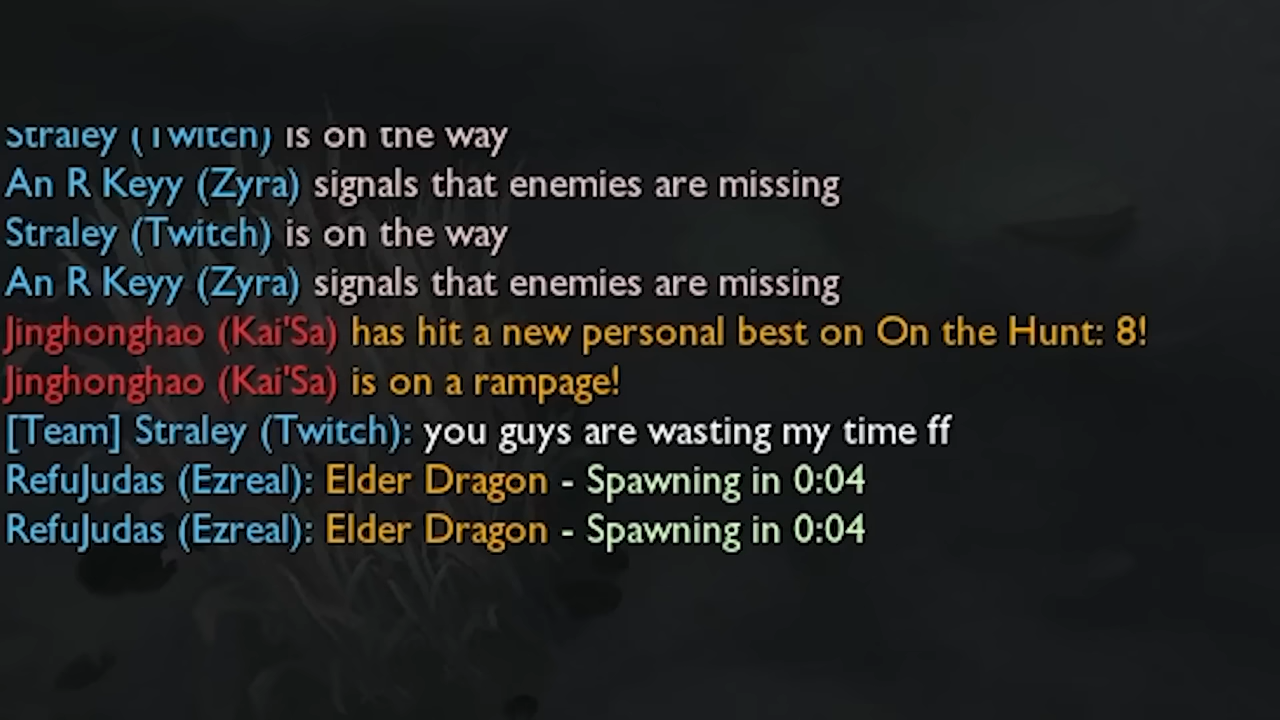 Straley (Twitch) is on the way
An R Keyy (Zyra) signals that enemies are missing
Straley (Twitch) is on the way
An R Keyy (Zyra) signals that enemies are missing
Jinghonghao (Kai'Sa) has hit a new personal best on On the Hunt: 8!
Jinghonghao (Kai'Sa) is on a rampage!
[Team] Straley (Twitch): you guys are wasting my time ff
RefuJudas (Ezreal): Elder Dragon - Spawning in 0:04
RefuJudas (Ezreal): Elder Dragon - Spawning in 0:04